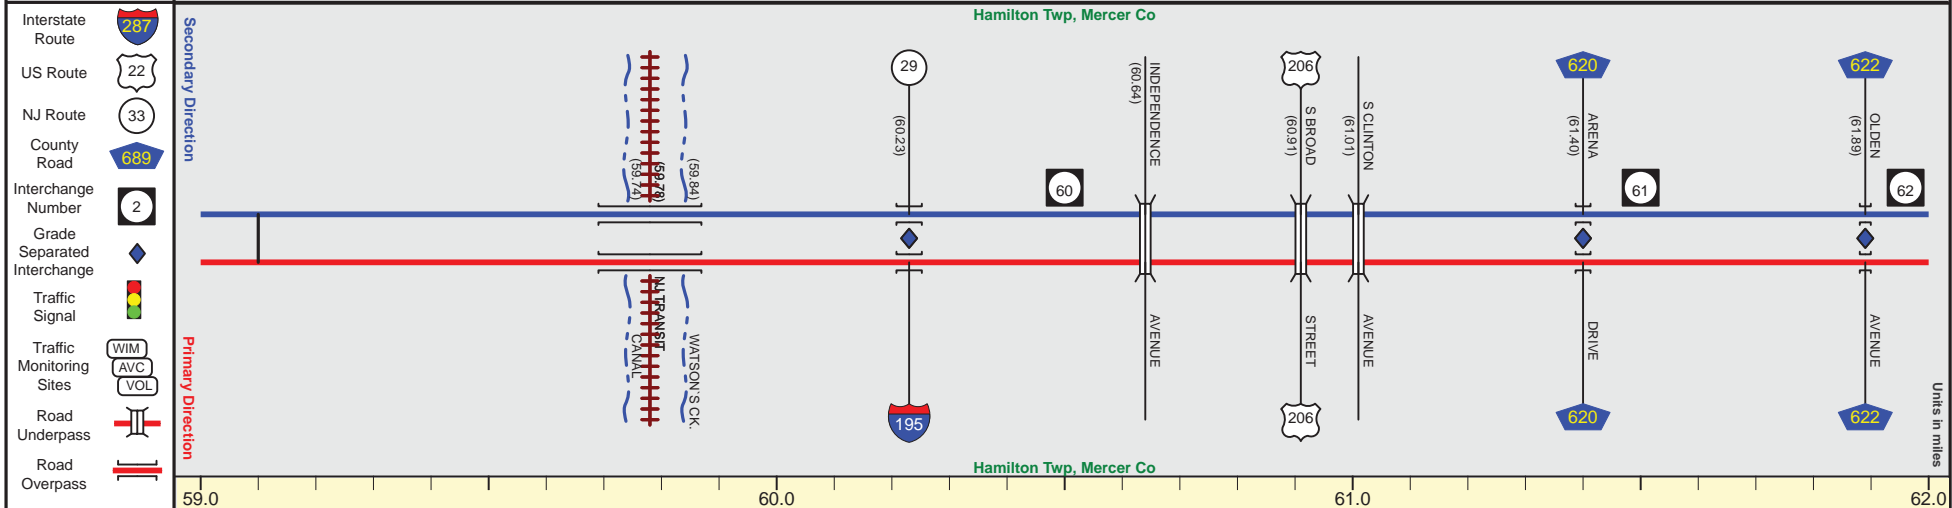 Interstate
Route
287
US Route
22
NJ Route
33
County
Road
689
Interchange
Number
2
Grade
Separated
Interchange
Traffic
Signal
Traffic
Monitoring
Sites
WIM
AVC
VOL
Road
Underpass
Road
Overpass
Secondary Direction
Primary Direction
Hamilton Twp, Mercer Co
(59.74)
CANAL
(59.78)
NJ TRANSIT
(59.84)
WATSON'S CK.
29
(60.23)
195
60
INDEPENDENCE
(60.64)
AVENUE
206
S BROAD
(60.91)
STREET
206
S CLINTON
(61.01)
AVENUE
620
ARENA
(61.40)
DRIVE
620
61
622
OLDEN
(61.89)
AVENUE
622
62
Units in miles
Hamilton Twp, Mercer Co
59.0
60.0
61.0
62.0